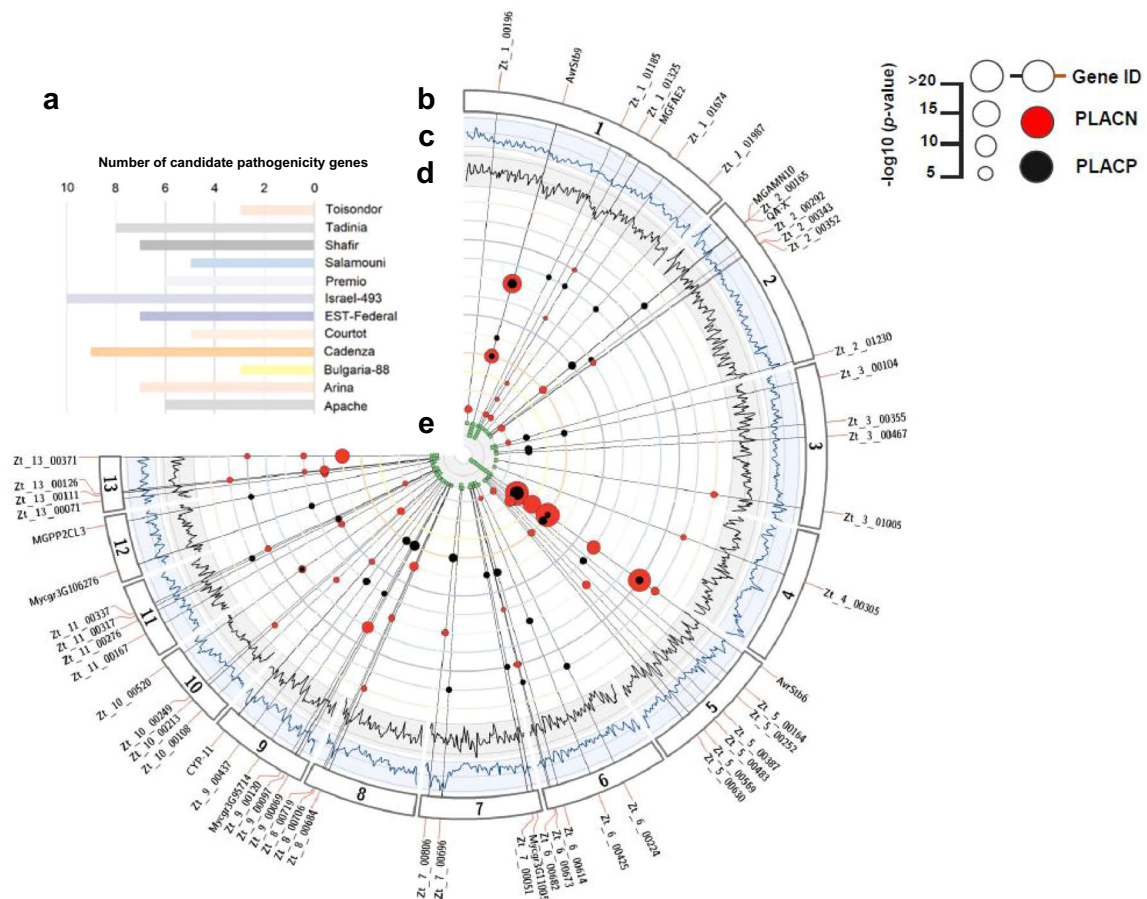 a
b
c
d
e
Number of candidate pathogenicity genes
10 8 6 4 2 0
Toisondor
Tadinia
Shafir
Salamouni
Premio
Israel-493
EST-Federal
Courtot
Cadenza
Bulgaria-88
Arina
Apache
-log10 (p-value)
>20
15
10
5
Gene ID
PLACN
PLACP
1
2
3
4
5
6
7
8
9
10
11
12
13
Zt_1_00196
AvrStb9
Zt_1_01185
Zt_1_01325
MGFAE2
Zt_1_01674
Zt_1_01987
MGAMN10
Zt_2_00165
QA-X
Zt_2_00292
Zt_2_00343
Zt_2_00352
Zt_2_01230
Zt_3_00104
Zt_3_00355
Zt_3_00467
Zt_3_01005
Zt_4_00305
AvrStb6
Zt_5_00164
Zt_5_00252
Zt_5_00387
Zt_5_00483
Zt_5_00569
Zt_5_00630
Zt_6_00224
Zt_6_00425
Zt_6_00614
Zt_6_00673
Zt_6_00682
Zt_7_00051
Zt_7_00696
Zt_7_00806
Zt_8_00684
Zt_8_00706
Zt_8_00719
Zt_9_00069
Zt_9_00097
Zt_9_00120
Mycgr3G95714
Zt_9_00437
CYP-11
Zt_10_00108
Zt_10_00213
Zt_10_00249
Zt_10_00520
Zt_11_00167
Zt_11_00276
Zt_11_00317
Zt_11_00337
Mycgr3G106276
MGPP2CL3
Zt_13_00071
Zt_13_00111
Zt_13_00126
Zt_13_00371